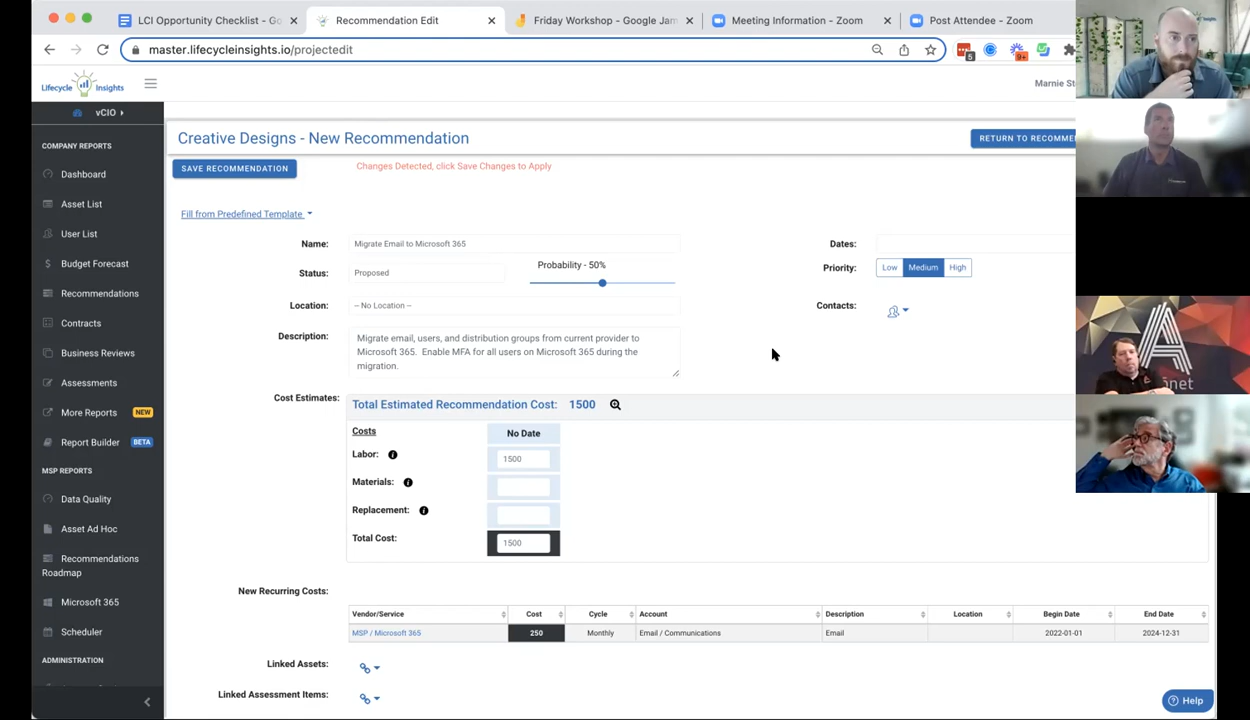 LCI Opportunity Checklist - Go
Recommendation Edit
Friday Workshop - Google Jam
Meeting Information - Zoom
Post Attendee - Zoom
master.lifecycleinsights.io/projectedit
5
9+
Lifecycle Insights
Marnie St
vCIO
COMPANY REPORTS
Dashboard
Asset List
User List
Budget Forecast
Recommendations
Contracts
Business Reviews
Assessments
More Reports NEW
Report Builder BETA
MSP REPORTS
Data Quality
Asset Ad Hoc
Recommendations
Roadmap
Microsoft 365
Scheduler
ADMINISTRATION
Creative Designs - New Recommendation
RETURN TO RECOMME
SAVE RECOMMENDATION
Changes Detected, click Save Changes to Apply
Fill from Predefined Template
Name: Migrate Email to Microsoft 365
Dates:
Status: Proposed
Probability - 50%
Priority: Low Medium High
Location: -- No Location --
Contacts:
Description: Migrate email, users, and distribution groups from current provider to
Microsoft 365. Enable MFA for all users on Microsoft 365 during the
migration.
Cost Estimates: Total Estimated Recommendation Cost: 1500
Costs No Date
Labor: 1500
Materials:
Replacement:
Total Cost: 1500
New Recurring Costs:
Vendor/Service Cost Cycle Account Description Location Begin Date End Date
MSP / Microsoft 365 250 Monthly Email / Communications Email 2022-01-01 2024-12-31
Linked Assets:
Linked Assessment Items:
Help
net